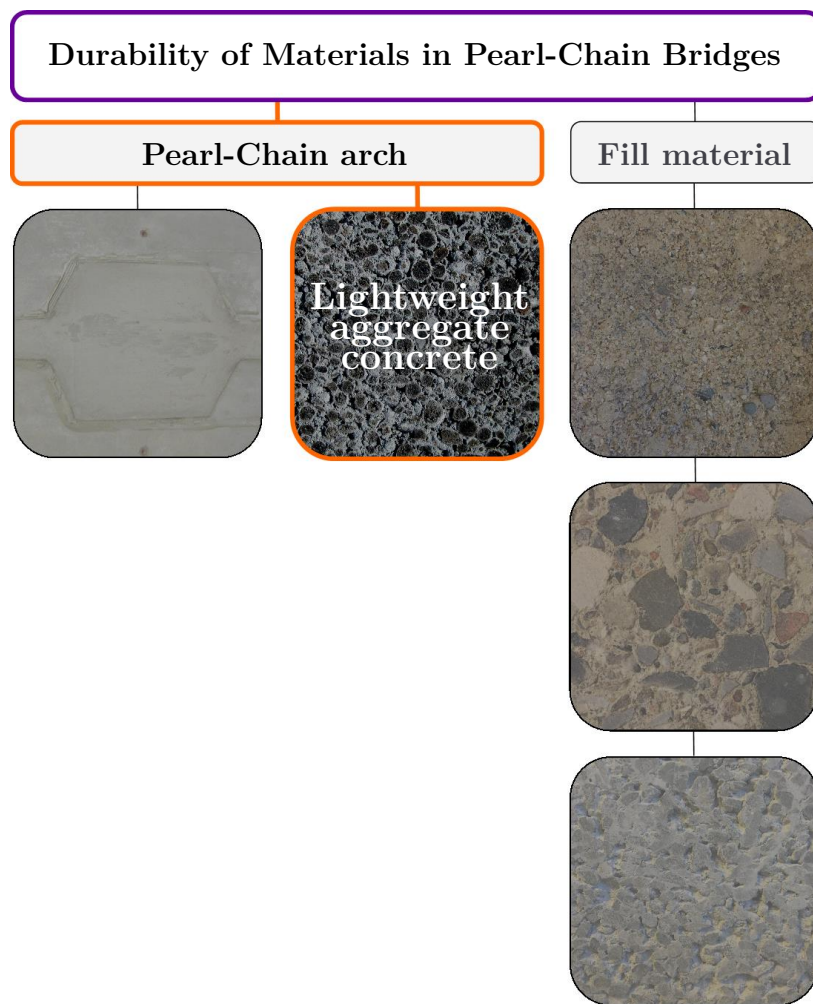 Durability of Materials in Pearl-Chain Bridges
Pearl-Chain arch
Fill material
Lightweight
aggregate
concrete